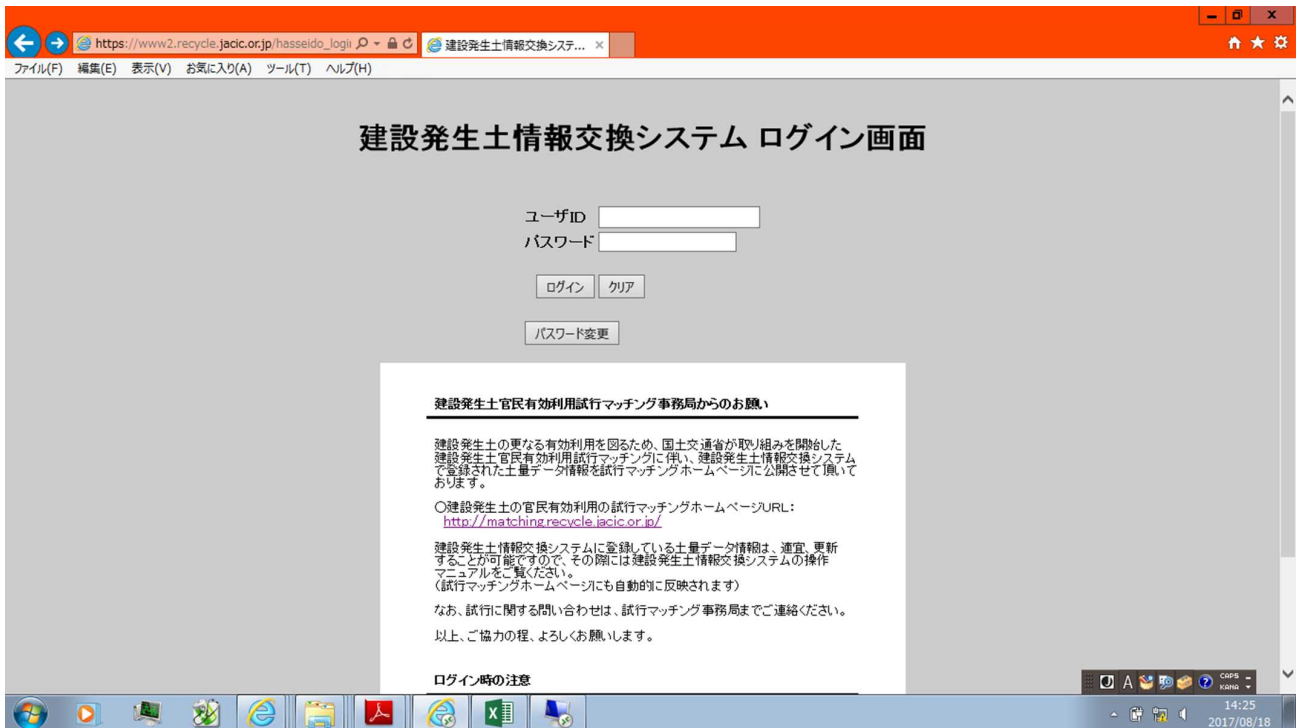 https://www2.recycle.jacic.or.jp/hasseido_logii
建設発生土情報交換システ...
ファイル(F) 編集(E) 表示(V) お気に入り(A) ツール(T) ヘルプ(H)
建設発生土情報交換システム ログイン画面
ユーザID
パスワード
ログイン クリア
パスワード変更
建設発生土官民有効利用試行マッチング事務局からのお願い
建設発生土の更なる有効利用を図るため、国土交通省が取り組みを開始した
建設発生土官民有効利用試行マッチングに伴い、建設発生土情報交換システム
で登録された土量データ情報を試行マッチングホームページに公開させて頂いて
おります。
○建設発生土の官民有効利用の試行マッチングホームページURL:
http://matching.recycle.jacic.or.jp/
建設発生土情報交換システムに登録している土量データ情報は、適宜、更新
することが可能ですので、その際には建設発生土情報交換システムの操作
マニュアルをご覧ください。
(試行マッチングホームページにも自動的に反映されます)
なお、試行に関する問い合わせは、試行マッチング事務局までご連絡ください。
以上、ご協力の程、よろしくお願いします。
ログイン時の注意
A CAPS
KANA
14:25
2017/08/18